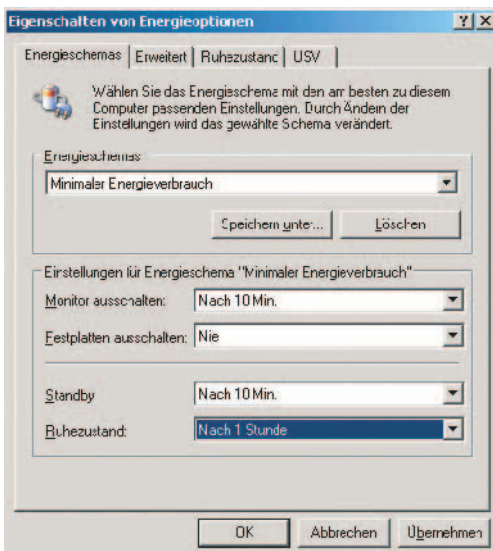 Eigenschaften von Energieoptionen
Energieschemas Erweitert Ruhezustand USV
Wählen Sie das Energieschema mit den am besten zu diesem
Computer passenden Einstellungen. Durch Ändern der
Einstellungen wird das gewählte Schema verändert.
Energieschemas
Minimaler Energieverbrauch
Speichern unter... Löschen
Einstellungen für Energieschema "Minimaler Energieverbrauch"
Monitor ausschalten: Nach 10 Min.
Festplatten ausschalten: Nie
Standby Nach 10 Min.
Ruhezustand: Nach 1 Stunde
OK Abbrechen Übernehmen